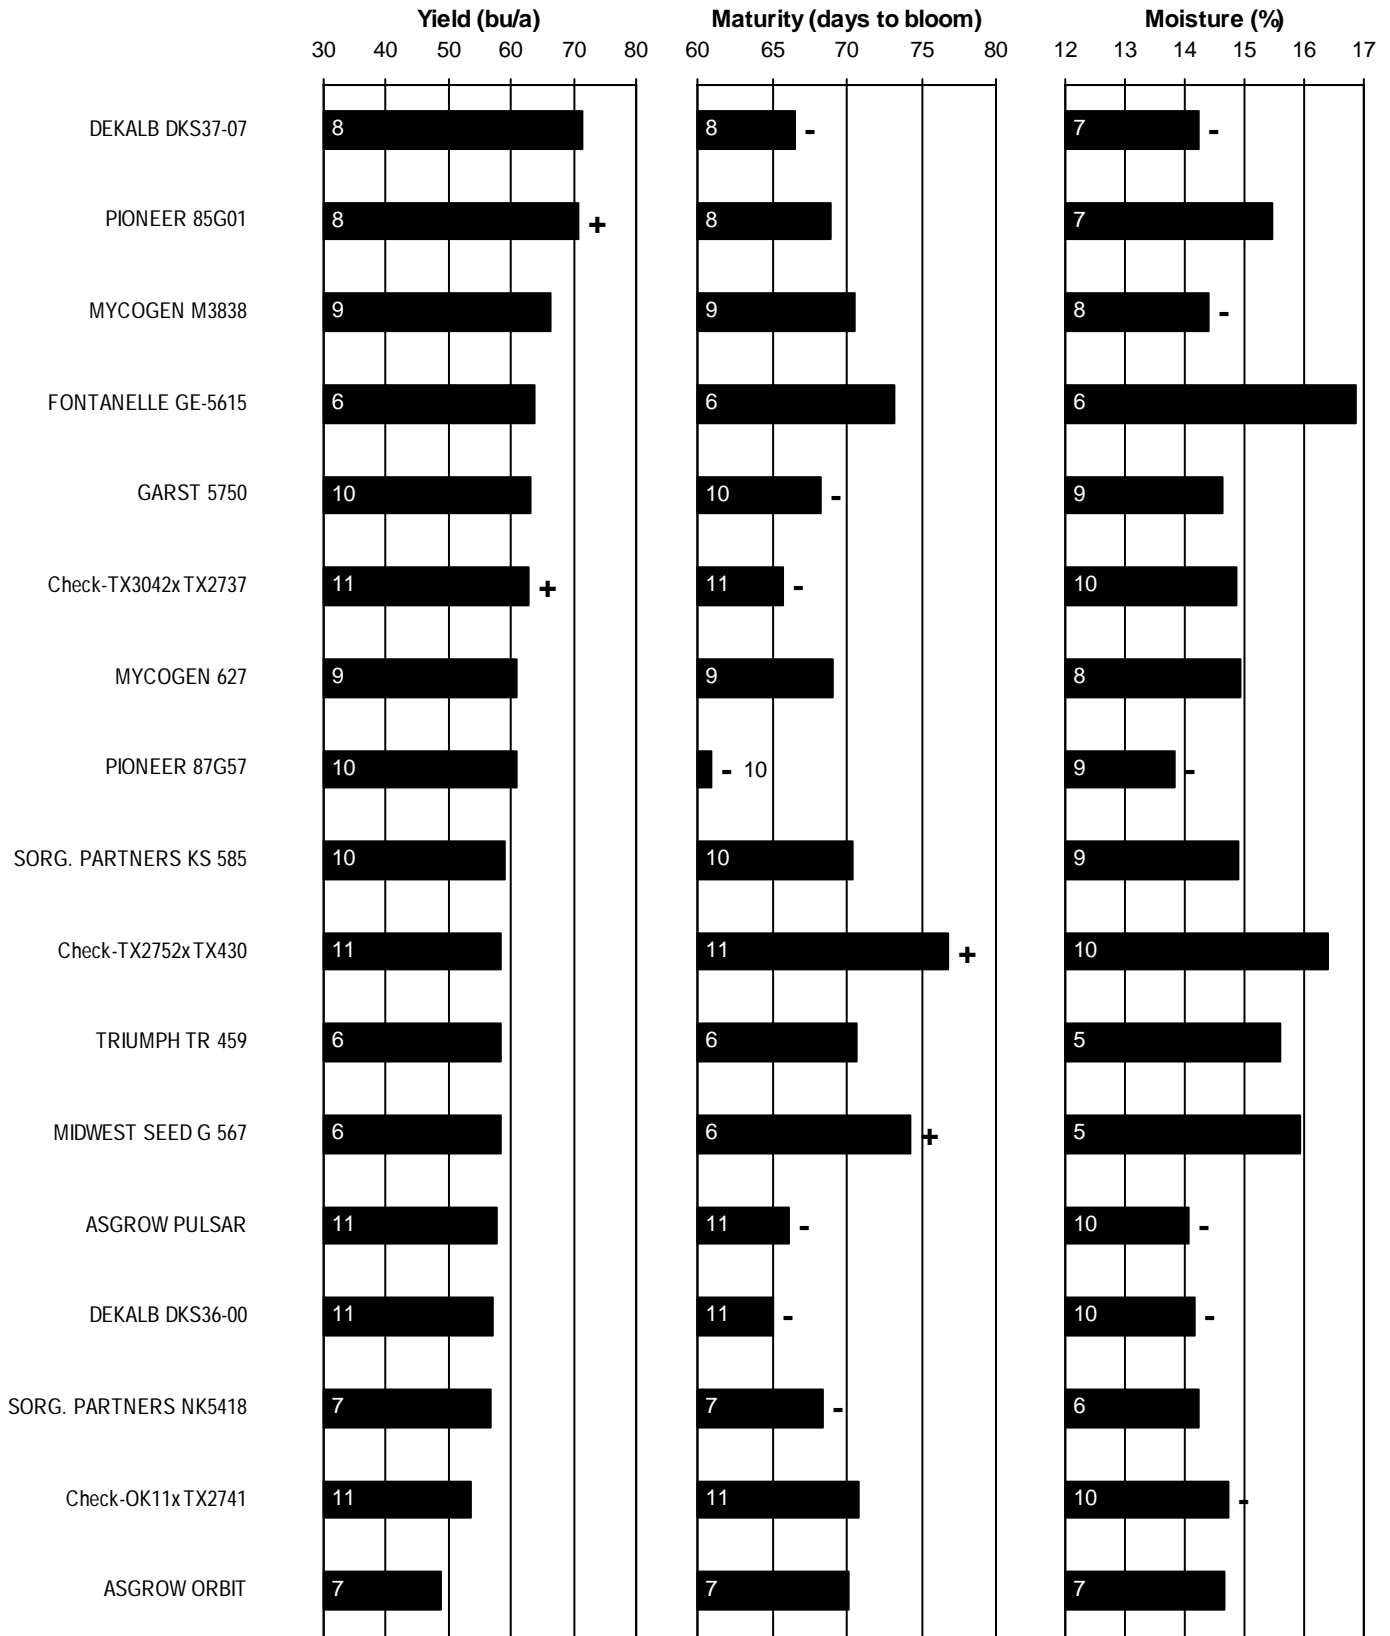 Yield (bu/a) Maturity (days to bloom) Moisture (%)
30 40 50 60 70 80 60 65 70 75 80 12 13 14 15 16 17
DEKALB DKS37-07 8 8 - 7 -
PIONEER 85G01 8 + 8 7
MYCOGEN M3838 9 9 8 -
FONTANELLE GE-5615 6 6 6
GARST 5750 10 10 - 9
Check-TX3042xTX2737 11 + 11 - 10
MYCOGEN 627 9 9 8
PIONEER 87G57 10 - 10 9 -
SORG. PARTNERS KS 585 10 10 9
Check-TX2752xTX430 11 11 + 10
TRIUMPH TR 459 6 6 5
MIDWEST SEED G 567 6 6 + 5
ASGROW PULSAR 11 11 - 10 -
DEKALB DKS36-00 11 11 - 10 -
SORG. PARTNERS NK5418 7 7 - 6
Check-OK11xTX2741 11 11 10 -
ASGROW ORBIT 7 7 7